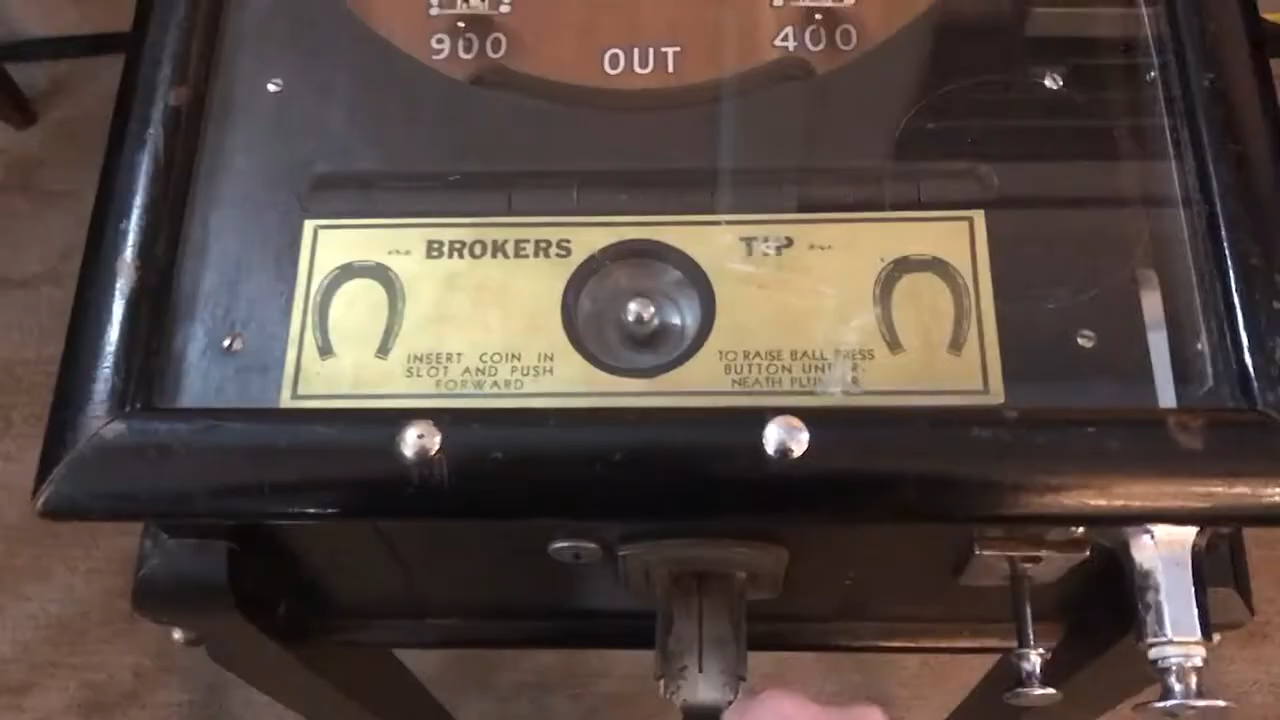 900 OUT 400
BROKERS TIP
INSERT COIN IN
SLOT AND PUSH
FORWARD
TO RAISE BALL PRESS
BUTTON UNDER-
NEATH PLUNGER